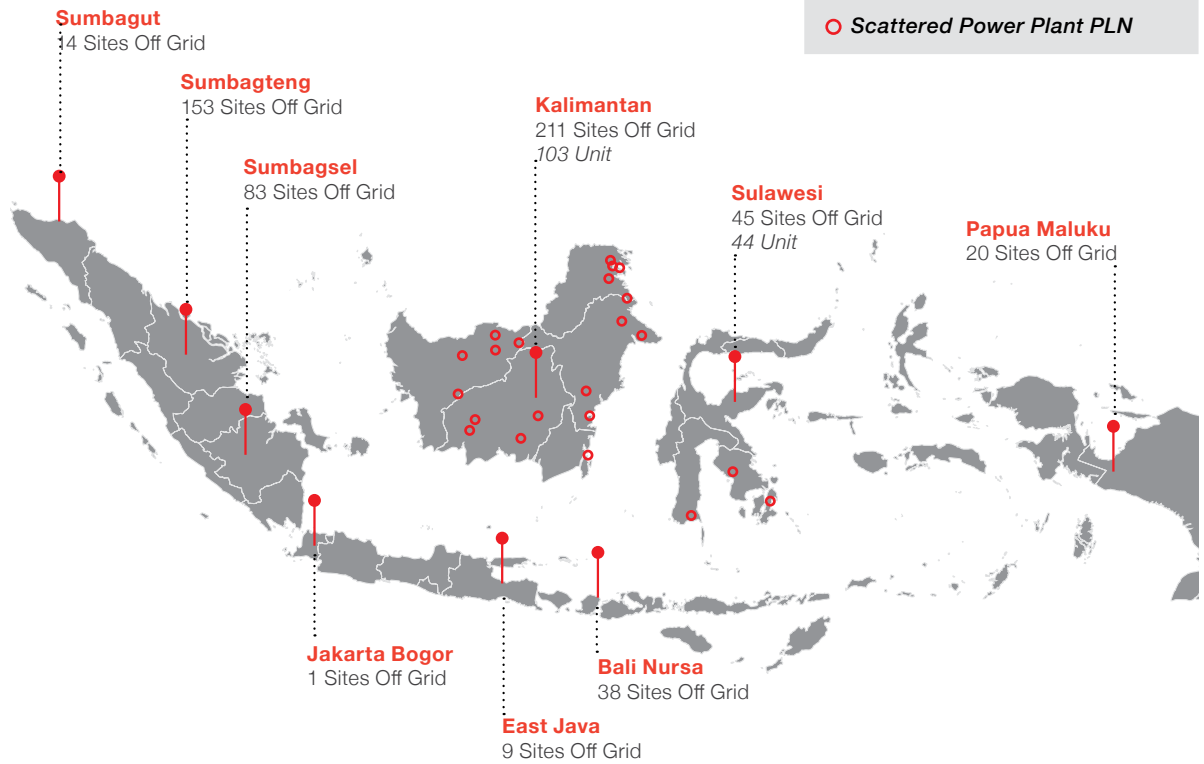 Sumbagut
14 Sites Off Grid
Scattered Power Plant PLN
Sumbagteng
153 Sites Off Grid
Kalimantan
211 Sites Off Grid
103 Unit
Sumbagsel
83 Sites Off Grid
Sulawesi
45 Sites Off Grid
44 Unit
Papua Maluku
20 Sites Off Grid
Jakarta Bogor
1 Sites Off Grid
Bali Nursa
38 Sites Off Grid
East Java
9 Sites Off Grid